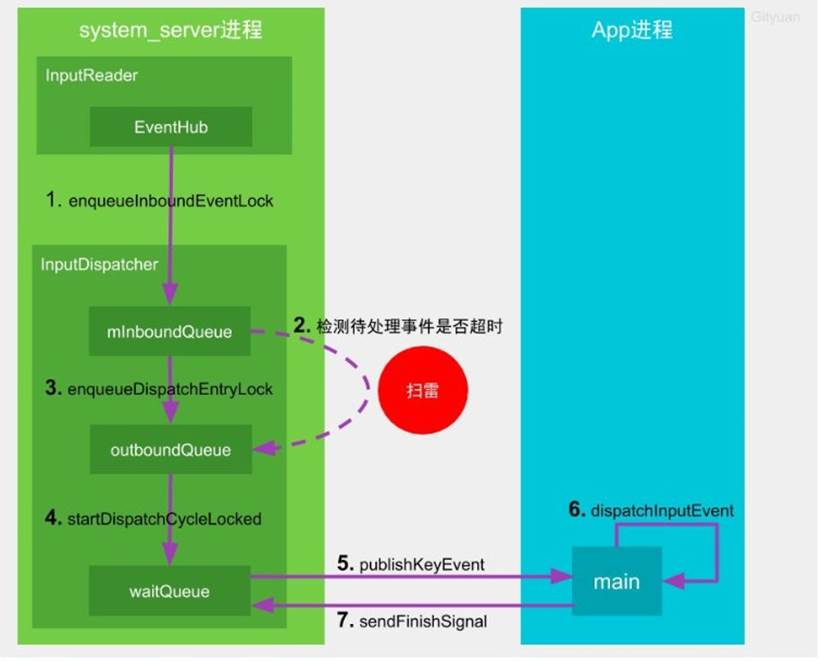 system_server进程
App进程
Gityuan
InputReader
EventHub
1. enqueueInboundEventLock
InputDispatcher
mInboundQueue
2. 检测待处理事件是否超时
3. enqueueDispatchEntryLock
扫雷
outboundQueue
4. startDispatchCycleLocked
6. dispatchInputEvent
5. publishKeyEvent
waitQueue
main
7. sendFinishSignal